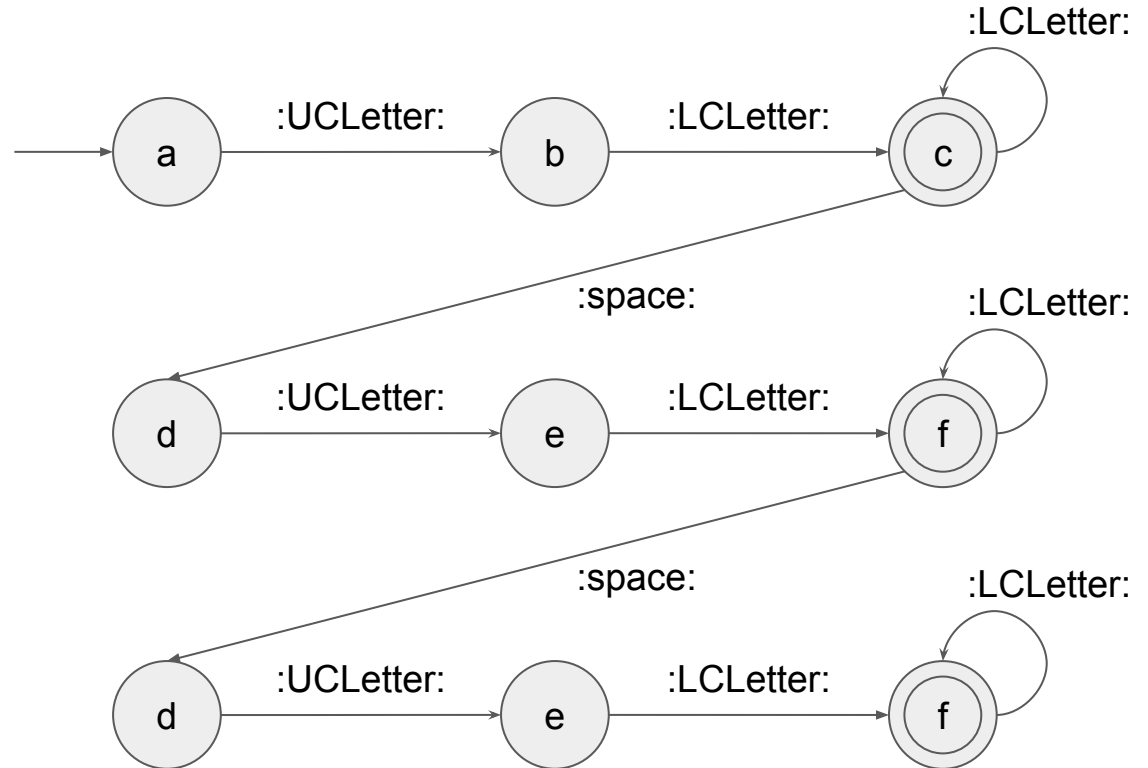 :LCLetter:
:UCLetter: :LCLetter:
a b c
:space:
:LCLetter:
:UCLetter: :LCLetter:
d e f
:space:
:LCLetter:
:UCLetter: :LCLetter:
d e f